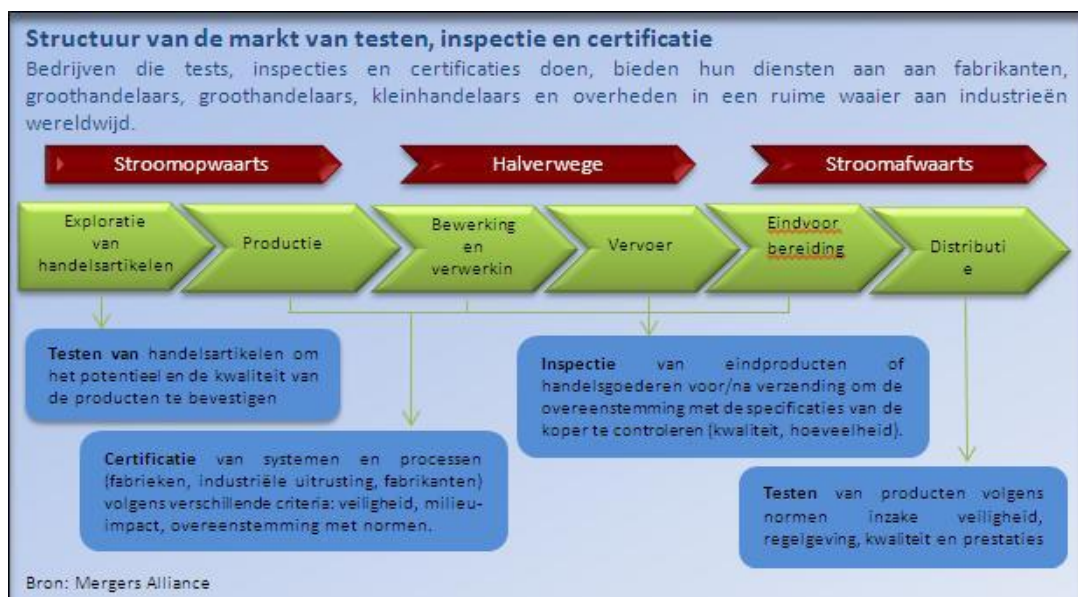 Structuur van de markt van testen, inspectie en certificatie
Bedrijven die tests, inspecties en certificaties doen, bieden hun diensten aan aan fabrikanten,
groothandelaars, groothandelaars, kleinhandelaars en overheden in een ruime waaier aan industrieën
wereldwijd.
Stroomopwaarts
Halverwege
Stroomafwaarts
Exploratie
van
handelsartikelen
Productie
Bewerking
en
verwerkin
Vervoer
Eindvoor
bereiding
Distributi
e
Testen van handelsartikelen om
het potentieel en de kwaliteit van
de producten te bevestigen
Inspectie van eindproducten of
handelsgoederen voor/na verzending om de
overeenstemming met de specificaties van de
koper te controleren (kwaliteit, hoeveelheid).
Certificatie van systemen en processen
(fabrieken, industriële uitrusting, fabrikanten)
volgens verschillende criteria: veiligheid, milieu-
impact, overeenstemming met normen.
Testen van producten volgens
normen inzake veiligheid,
regelgeving, kwaliteit en prestaties
Bron: Mergers Alliance